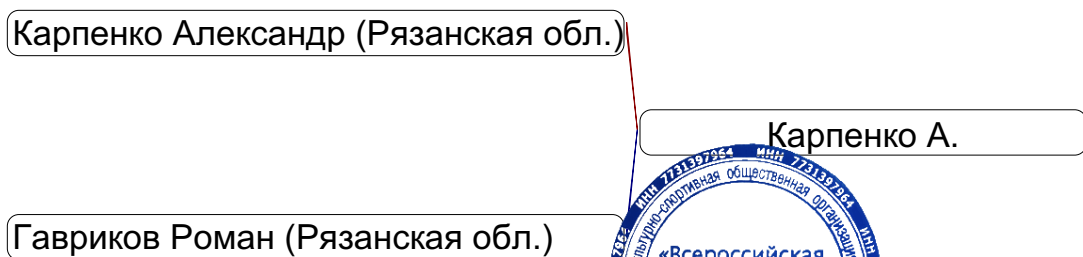 Карпенко Александр (Рязанская обл.)
Карпенко А.
Гавриков Роман (Рязанская обл.)
ИНН 7731397964 ИНН 7731397964
спортивная общественная организация
«Всероссийская